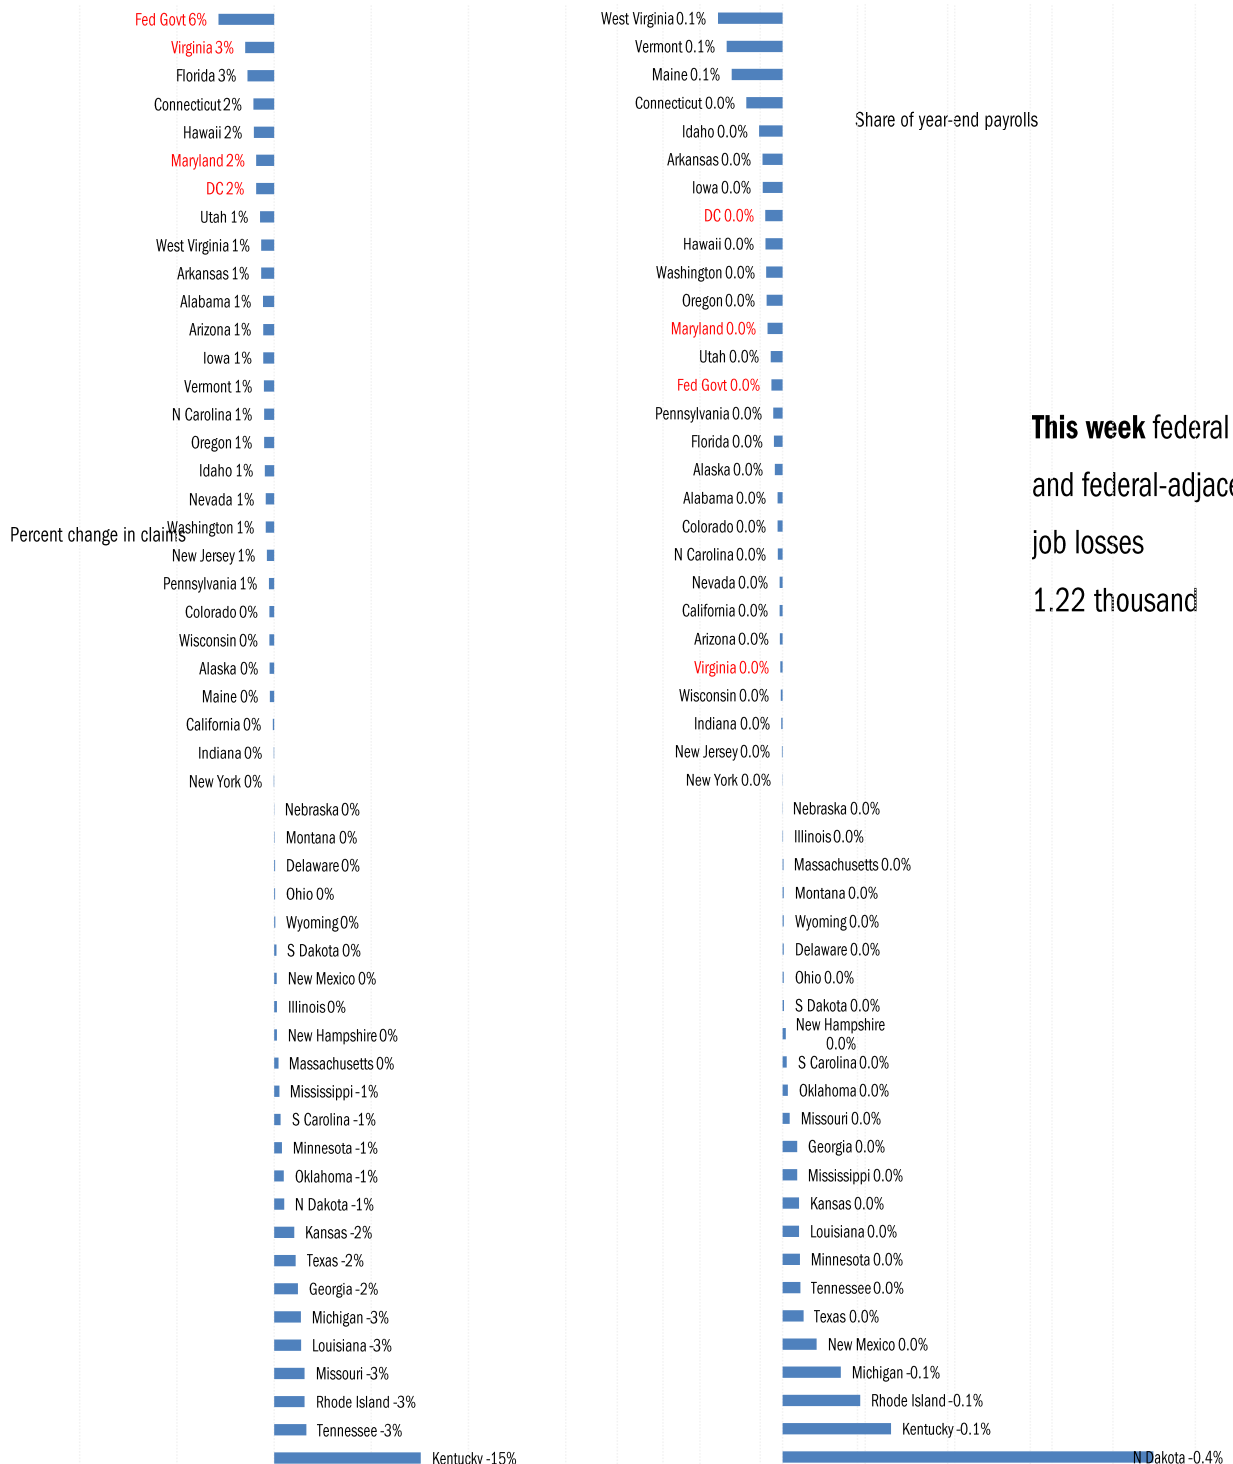 Fed Govt 6%
Virginia 3%
Florida 3%
Connecticut 2%
Hawaii 2%
Maryland 2%
DC 2%
Utah 1%
West Virginia 1%
Arkansas 1%
Alabama 1%
Arizona 1%
Iowa 1%
Vermont 1%
N Carolina 1%
Oregon 1%
Idaho 1%
Nevada 1%
Washington 1%
Percent change in claims
New Jersey 1%
Pennsylvania 1%
Colorado 0%
Wisconsin 0%
Alaska 0%
Maine 0%
California 0%
Indiana 0%
New York 0%
Nebraska 0%
Montana 0%
Delaware 0%
Ohio 0%
Wyoming 0%
S Dakota 0%
New Mexico 0%
Illinois 0%
New Hampshire 0%
Massachusetts 0%
Mississippi -1%
S Carolina -1%
Minnesota -1%
Oklahoma -1%
N Dakota -1%
Kansas -2%
Texas -2%
Georgia -2%
Michigan -3%
Louisiana -3%
Missouri -3%
Rhode Island -3%
Tennessee -3%
Kentucky -15%
West Virginia 0.1%
Vermont 0.1%
Maine 0.1%
Connecticut 0.0%
Share of year-end payrolls
Idaho 0.0%
Arkansas 0.0%
Iowa 0.0%
DC 0.0%
Hawaii 0.0%
Washington 0.0%
Oregon 0.0%
Maryland 0.0%
Utah 0.0%
Fed Govt 0.0%
Pennsylvania 0.0%
Florida 0.0%
Alaska 0.0%
Alabama 0.0%
Colorado 0.0%
N Carolina 0.0%
Nevada 0.0%
California 0.0%
Arizona 0.0%
Virginia 0.0%
Wisconsin 0.0%
Indiana 0.0%
New Jersey 0.0%
New York 0.0%
Nebraska 0.0%
Illinois 0.0%
Massachusetts 0.0%
Montana 0.0%
Wyoming 0.0%
Delaware 0.0%
Ohio 0.0%
S Dakota 0.0%
New Hampshire
0.0%
S Carolina 0.0%
Oklahoma 0.0%
Missouri 0.0%
Georgia 0.0%
Mississippi 0.0%
Kansas 0.0%
Louisiana 0.0%
Minnesota 0.0%
Tennessee 0.0%
Texas 0.0%
New Mexico 0.0%
Michigan -0.1%
Rhode Island -0.1%
Kentucky -0.1%
N Dakota -0.4%
This week federal
and federal-adjace
job losses
1.22 thousand